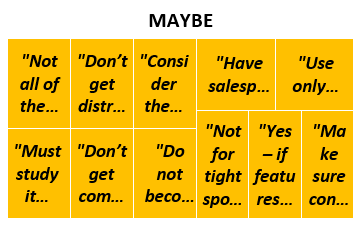 MAYBE
"Not
all of
the...
"Don’t
get
distr...
"Consi
der
the...
"Have
salesp...
"Use
only...
"Must
study
it...
"Don’t
get
com...
"Do
not
beco...
"Not
for
tight
spo...
"Yes
– if
featu
res...
"Ma
ke
sure
con...